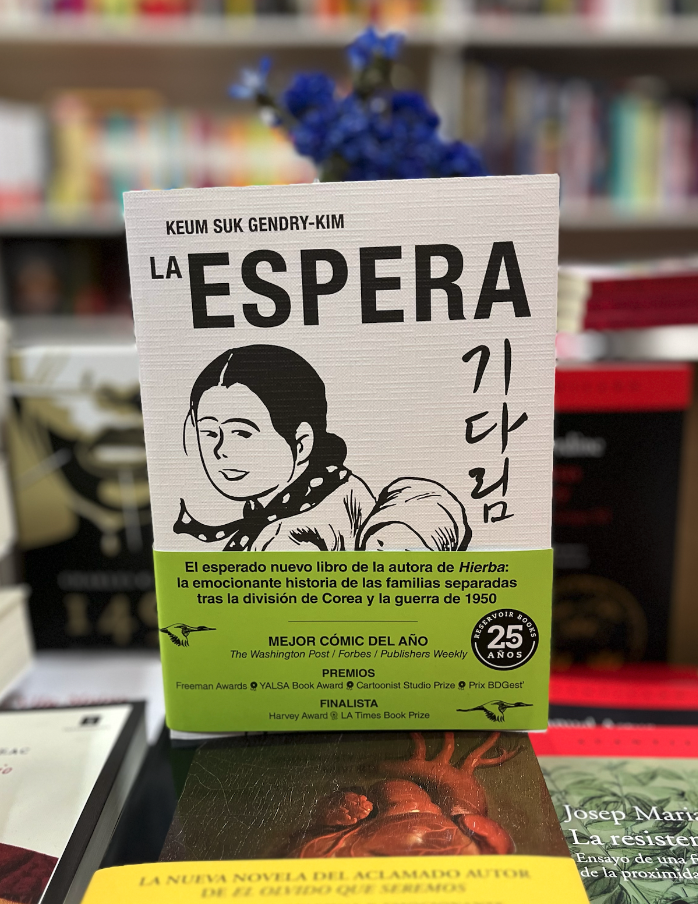 KEUM SUK GENDRY-KIM
LA ESPERA
기
다
림
El esperado nuevo libro de la autora de Hierba:
la emocionante historia de las familias separadas
tras la división de Corea y la guerra de 1950
MEJOR CÓMIC DEL AÑO
The Washington Post / Forbes / Publishers Weekly
RESERVOIR BOOKS
25
AÑOS
PREMIOS
Freeman Awards YALSA Book Award Cartoonist Studio Prize Prix BDGest'
FINALISTA
Harvey Award LA Times Book Prize
LA NUEVA NOVELA DEL ACLAMADO AUTOR
DE EL OLVIDO QUE SEREMOS
Josep Maria
La resisten
Ensayo de una f
de la proximida